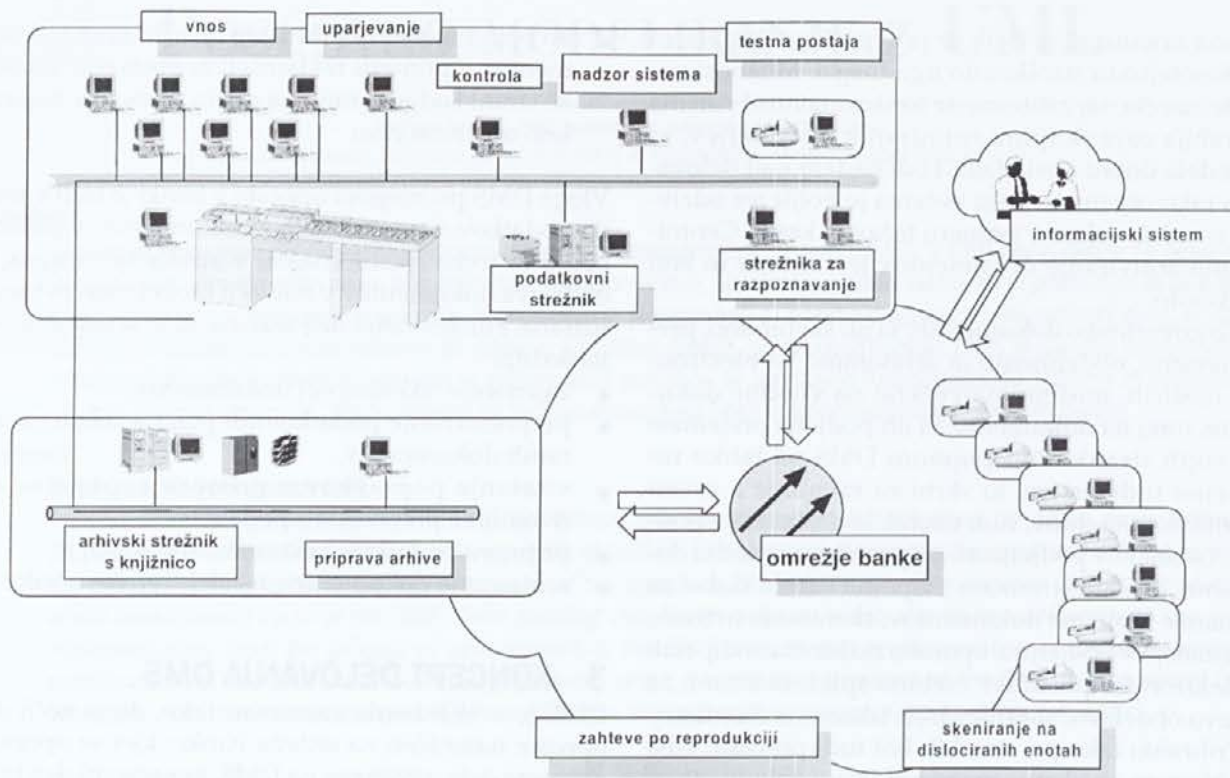 vnos
uparjevanje
testna postaja
kontrola
nadzor sistema
informacijski sistem
podatkovni
strežnik
strežnika za
razpoznavanje
arhivski strežnik
s knjižnico
priprava arhive
omrežje banke
zahteve po reprodukciji
skeniranje na
dislociranih enotah